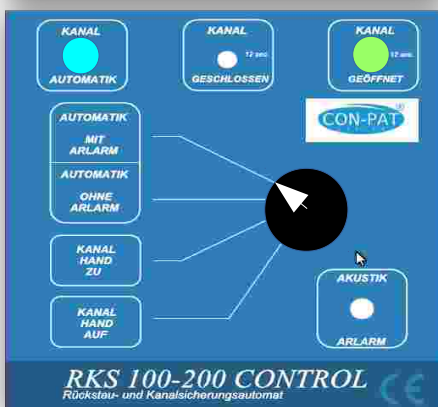 KANAL
AUTOMATIK
KANAL
12 sec.
GESCHLOSSEN
KANAL
12 sec.
GEÖFFNET
CON-PAT
AUTOMATIK
MIT
ARLARM
AUTOMATIK
OHNE
ARLARM
KANAL
HAND
ZU
KANAL
HAND
AUF
AKUSTIK
ARLARM
RKS 100-200 CONTROL
Rückstau- und Kanalsicherungsautomat
CE